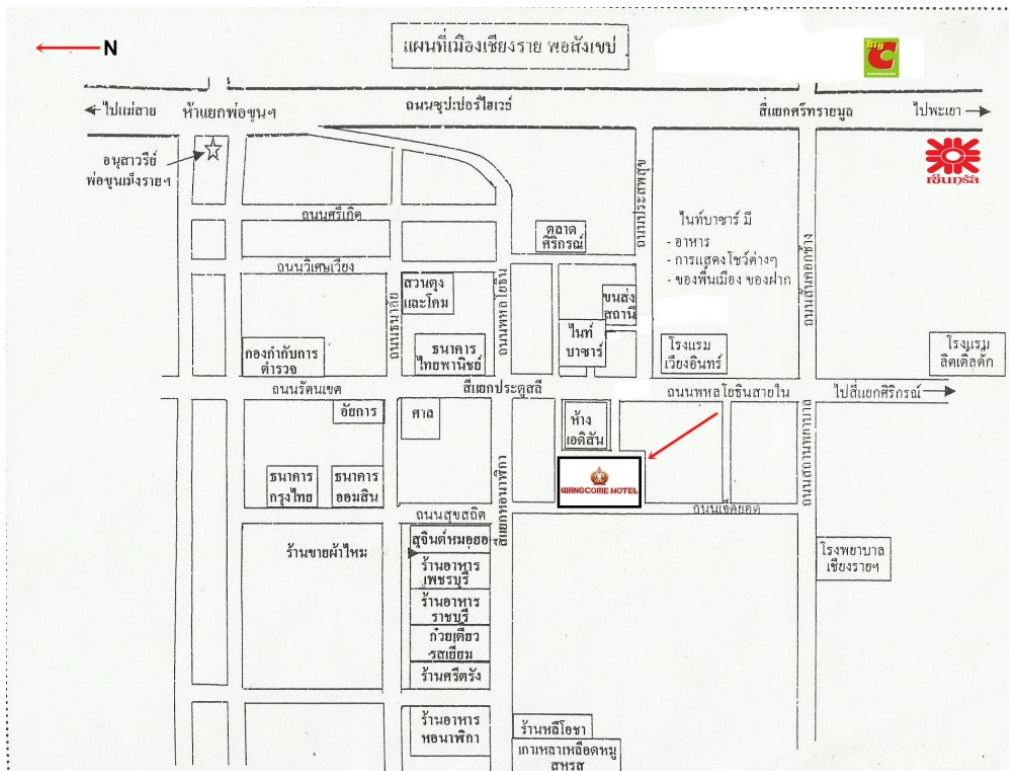 N
แผนที่เมืองเชียงราย พอสังเขป
Big
C
ไปแม่สาย
ห้าแยกพ่อขุนฯ
ถนนซุปเปอร์ไฮเวย์
สี่แยกศรีทรายมูล
ไปพะเยา
อนุสาวรีย์
พ่อขุนเม็งรายฯ
เซ็นทรัล
ถนนศรีเกิด
ถนนประสพสุข
ไนท์บาซาร์ มี
- อาหาร
- การแสดงโชว์ต่างๆ
- ของพื้นเมือง ของฝาก
ตลาด
ศิริกรณ์
ถนนสันคอกช้าง
ถนนวิเศษเวียง
สวนตุง
และโคม
ถนนธนาลัย
ถนนพหลโยธิน
ขนส่ง
สถานี
ไนท์
บาซาร์
กองกำกับการ
ตำรวจ
ธนาคาร
ไทยพานิชย์
โรงแรม
เวียงอินทร์
โรงแรม
ลิตเติ้ลดั๊ก
ถนนรัตนเขต
สี่แยกประตูสลี
ถนนพหลโยธินสายใน
ไปสี่แยกศิริกรณ์
อัยการ
ศาล
ห้าง
เอดิสัน
WANGCOME HOTEL
ธนาคาร
กรุงไทย
ธนาคาร
ออมสิน
สี่แยกหอนาฬิกา
ถนนสถานพยาบาล
ถนนสุขสถิต
ถนนเจ็ดยอด
ร้านขายผ้าไหม
สุจินต์หมูยอ
ร้านอาหาร
เพชรบุรี
ร้านอาหาร
ราชบุรี
ก๋วยเตี๋ยว
รสเยี่ยม
ร้านศรีตรัง
โรงพยาบาล
เชียงรายฯ
ร้านอาหาร
หอนาฬิกา
ร้านหลีโอชา
เกาเหลาเหลือดหมู
สหรส